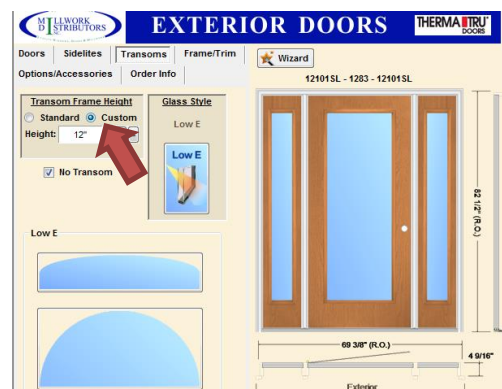 MILLWORK
DISTRIBUTORS
EXTERIOR DOORS
THERMA TRU
DOORS
Doors Sidelites Transoms Frame/Trim
Options/Accessories Order Info
Wizard
12101SL - 1283 - 12101SL
Transom Frame Height
Standard Custom
Height: 12"
No Transom
Glass Style
Low E
Low E
Low E
82 1/2" (R.O.)
69 3/8" (R.O.)
4 9/16"
Exterior